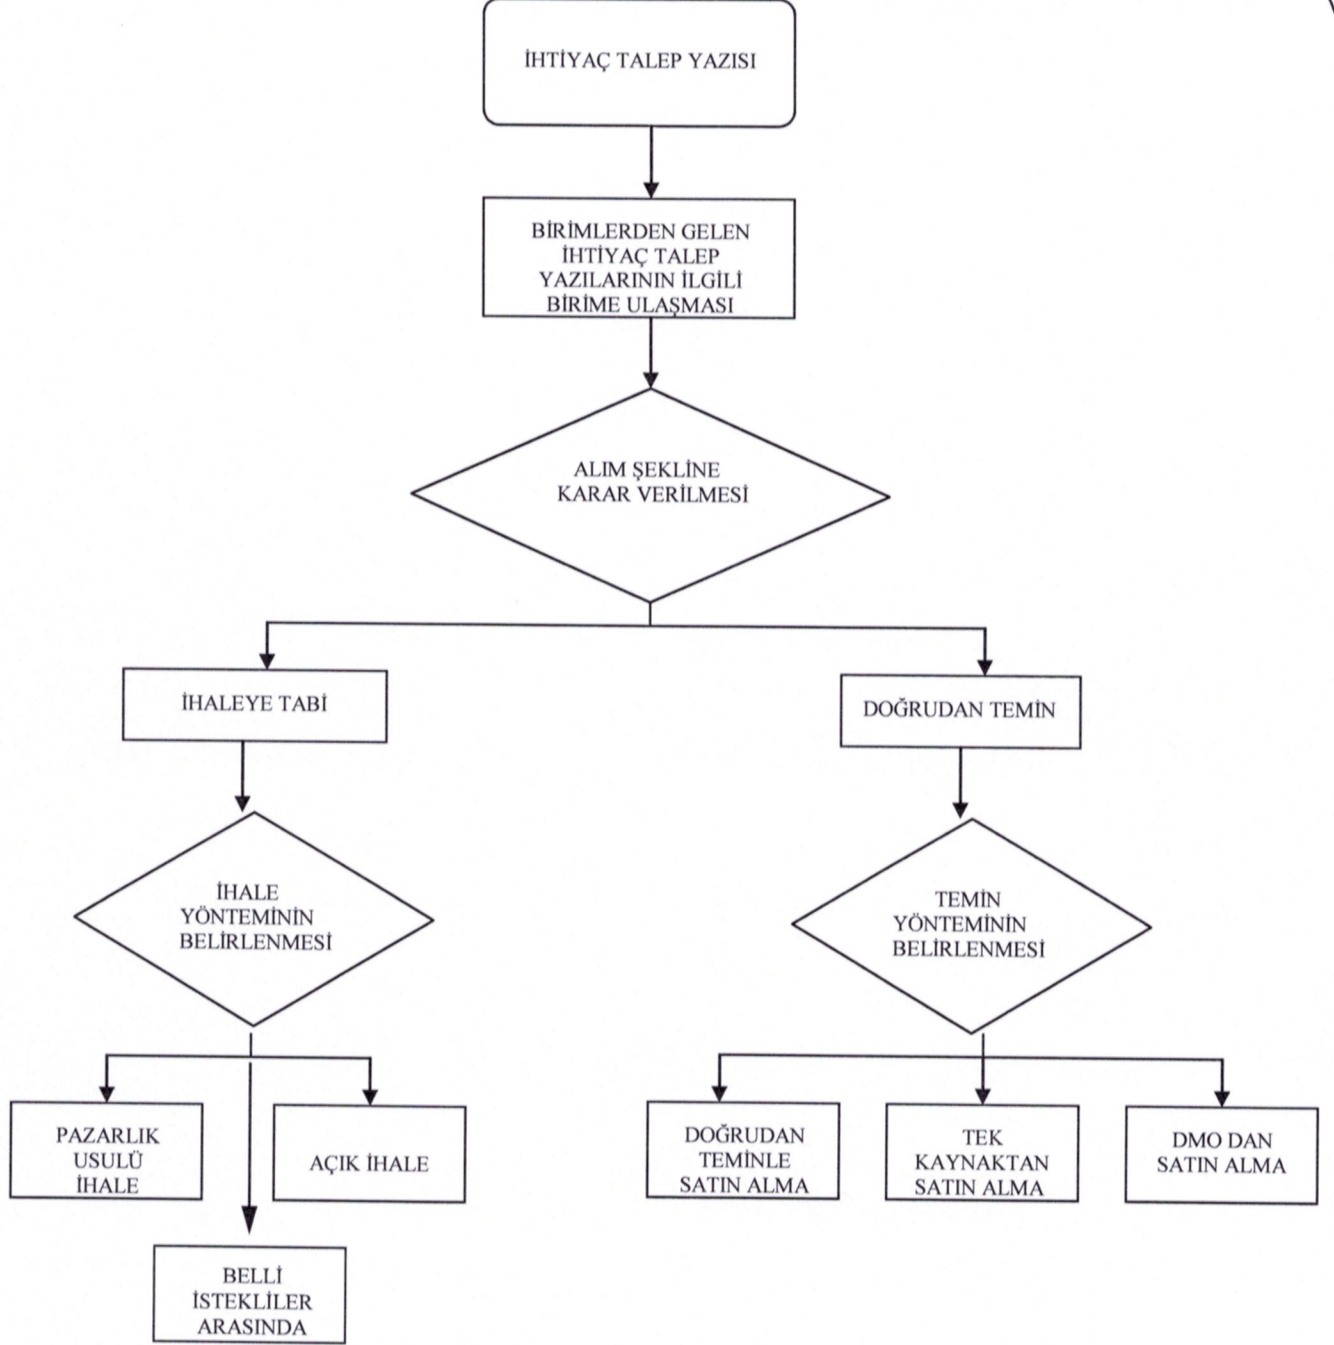 İHTİYAÇ TALEP YAZISI
BİRİMLERDEN GELEN
İHTİYAÇ TALEP
YAZILARININ İLGİLİ
BİRİME ULAŞMASI
ALIM ŞEKLİNE
KARAR VERİLMESİ
İHALEYE TABİ
DOĞRUDAN TEMİN
İHALE
YÖNTEMİNİN
BELİRLENMESİ
TEMİN
YÖNTEMİNİN
BELİRLENMESİ
PAZARLIK
USULÜ
İHALE
AÇIK İHALE
DOĞRUDAN
TEMİNLE
SATIN ALMA
TEK
KAYNAKTAN
SATIN ALMA
DMO DAN
SATIN ALMA
BELLİ
İSTEKLİLER
ARASINDA